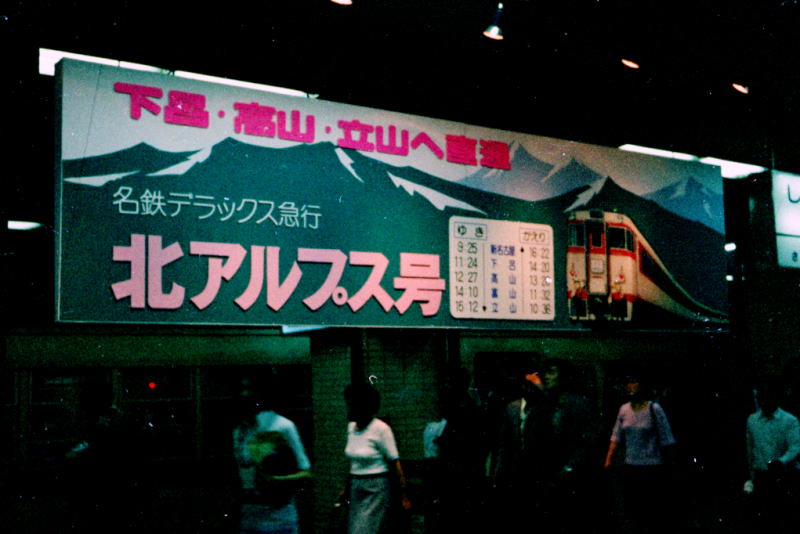 下呂・高山・立山へ直通
名鉄デラックス急行
北アルプス号
ゆき かえり
9:25 新名古屋 16:22
11:24 下呂 14:20
12:27 高山 13:20
14:10 富山 11:32
15:12 立山 10:36
し